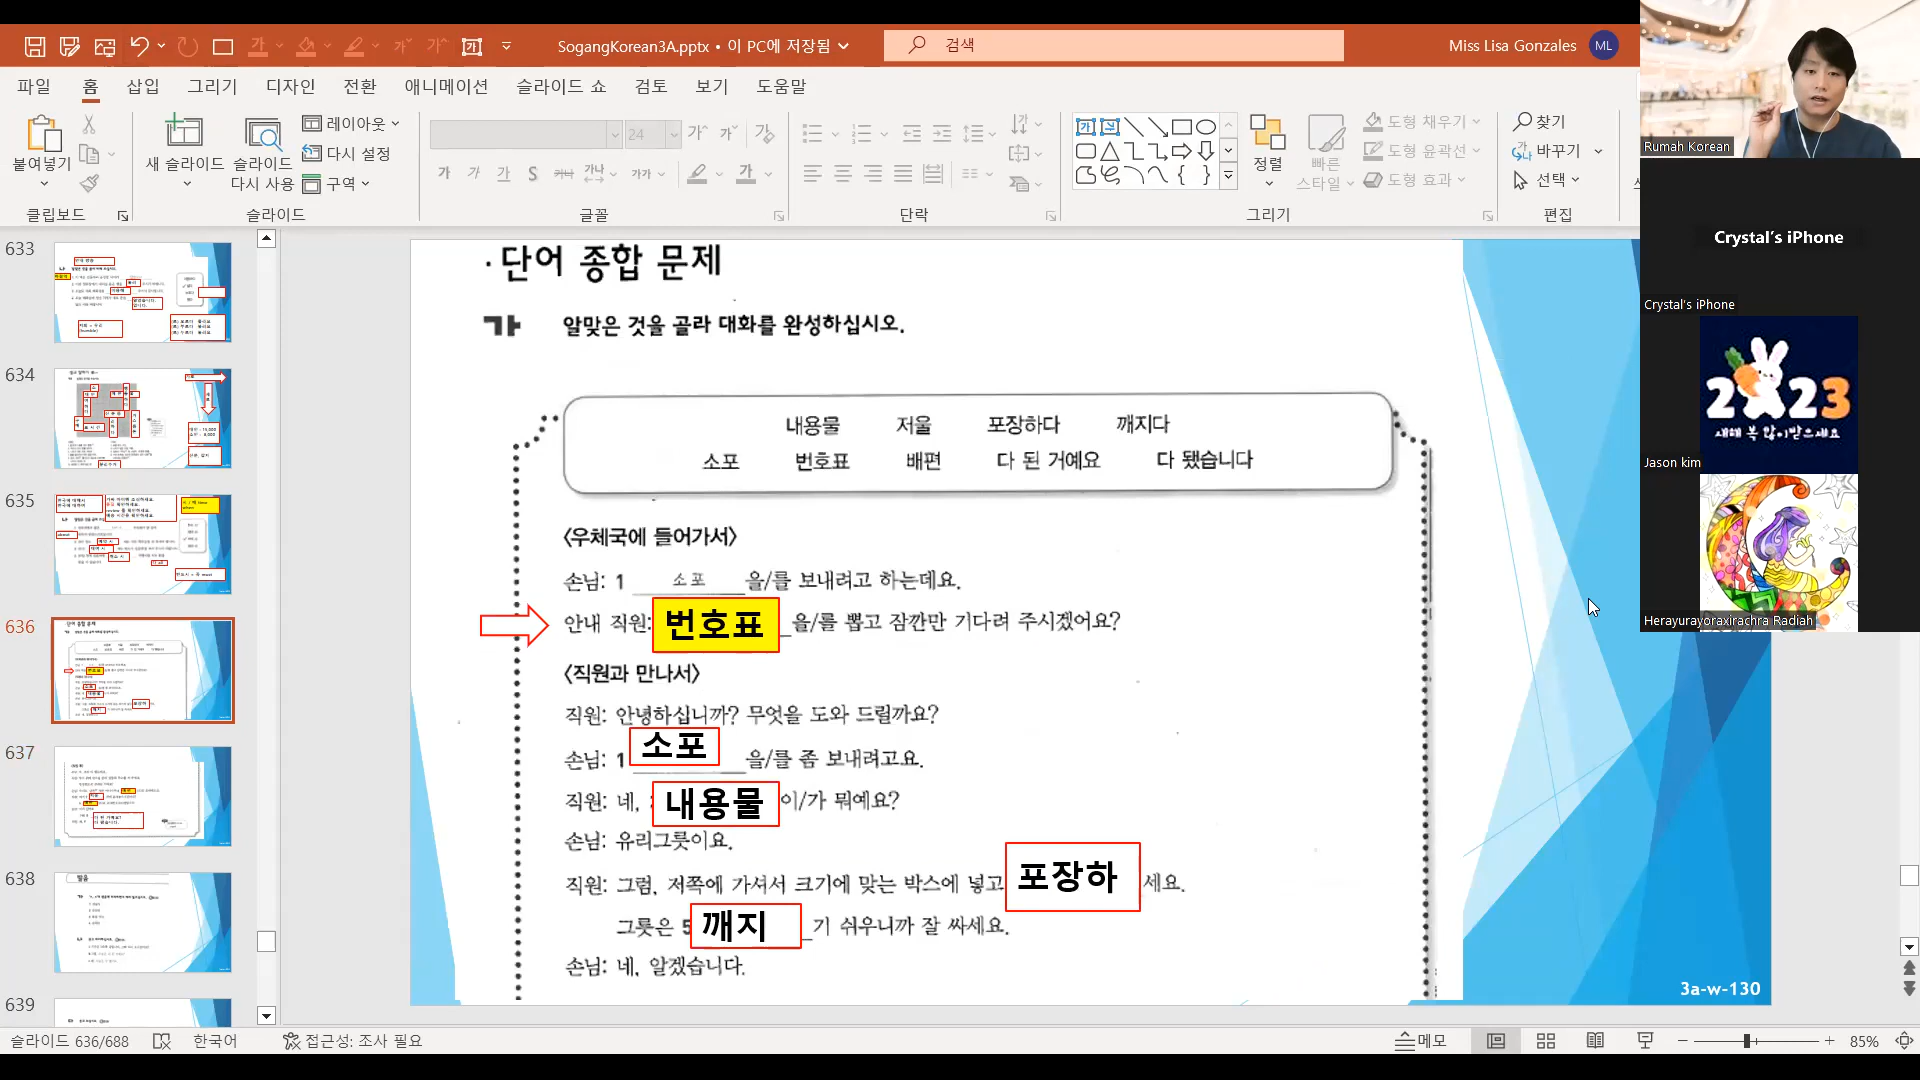 SogangKorean3A.pptx • 이 PC에 저장됨
검색
Miss Lisa Gonzales
ML
파일 홈 삽입 그리기 디자인 전환 애니메이션 슬라이드 쇼 검토 보기 도움말
붙여넣기
새 슬라이드
슬라이드 다시 사용
레이아웃
다시 설정
구역
24
정렬
빠른 스타일
도형 채우기
도형 윤곽선
도형 효과
찾기
바꾸기
선택
클립보드 슬라이드 글꼴 단락 그리기 편집
633
634
635
636
637
638
639
· 단어 종합 문제
가 알맞은 것을 골라 대화를 완성하십시오.
내용물 저울 포장하다 깨지다
소포 번호표 배편 다 된 거예요 다 됐습니다
<우체국에 들어가서>
손님: 1 소포 을/를 보내려고 하는데요.
안내 직원: 번호표 을/를 뽑고 잠깐만 기다려 주시겠어요?
<직원과 만나서>
직원: 안녕하십니까? 무엇을 도와 드릴까요?
손님: 1 소포 을/를 좀 보내려고요.
직원: 네, 내용물 이/가 뭐예요?
손님: 유리그릇이요.
직원: 그럼, 저쪽에 가셔서 크기에 맞는 박스에 넣고 포장하 세요.
그릇은 5 깨지 기 쉬우니까 잘 싸세요.
손님: 네, 알겠습니다.
3a-w-130
Rumah Korean
Crystal's iPhone
Crystal's iPhone
2023
새해 복 많이받으세요
Jason kim
Herayurayoraxirachra Radiah
슬라이드 636/688 한국어 접근성: 조사 필요 메모 85%